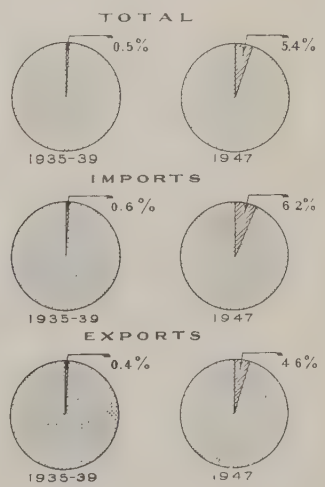 TOTAL
0.5% 5.4%
1935-39 1947
IMPORTS
0.6% 6 2%
1935-39 1947
EXPORTS
0.4% 4 6%
1935-39 1947